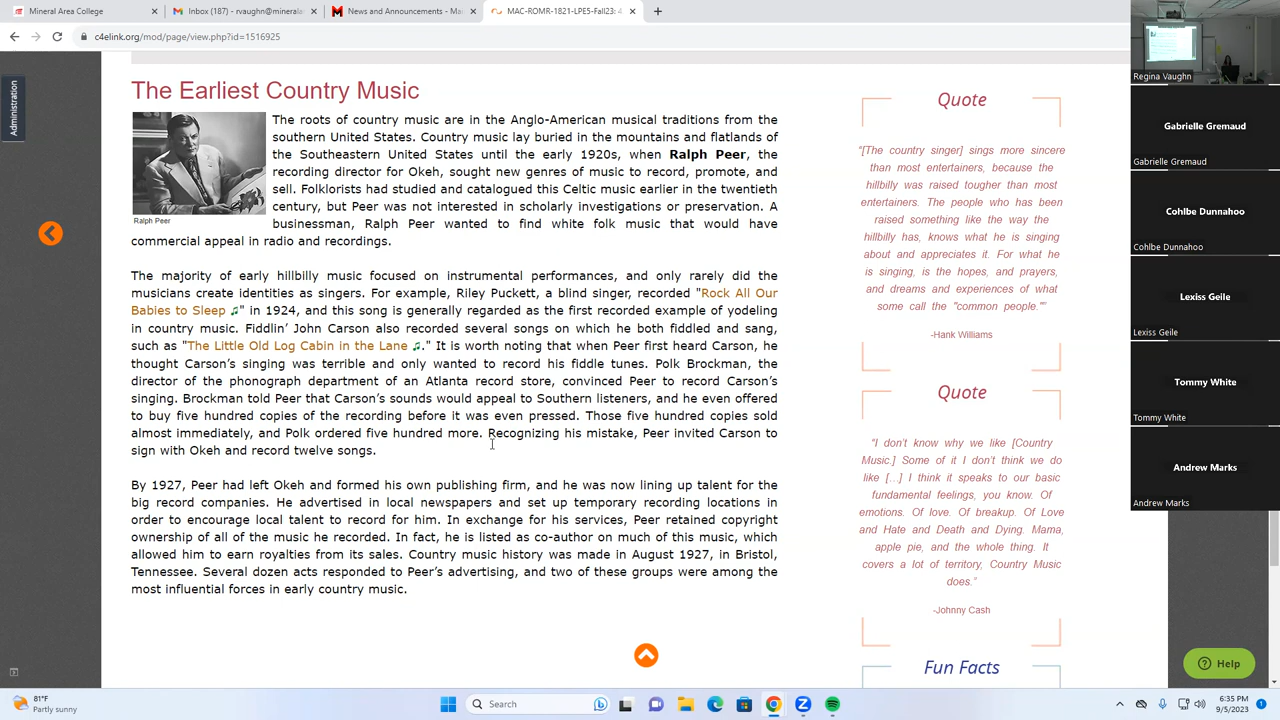 Mineral Area College
Inbox (187) - rvaughn@mineral
News and Announcements - Ma
MAC-ROMR-1821-LPE5-Fall23: 4
c4elink.org/mod/page/view.php?id=1516925
Administration
The Earliest Country Music
The roots of country music are in the Anglo-American musical traditions from the
southern United States. Country music lay buried in the mountains and flatlands of
the Southeastern United States until the early 1920s, when Ralph Peer, the
recording director for Okeh, sought new genres of music to record, promote, and
sell. Folklorists had studied and catalogued this Celtic music earlier in the twentieth
century, but Peer was not interested in scholarly investigations or preservation. A
businessman, Ralph Peer wanted to find white folk music that would have
commercial appeal in radio and recordings.
Ralph Peer
The majority of early hillbilly music focused on instrumental performances, and only rarely did the
musicians create identities as singers. For example, Riley Puckett, a blind singer, recorded "Rock All Our
Babies to Sleep ♫" in 1924, and this song is generally regarded as the first recorded example of yodeling
in country music. Fiddlin' John Carson also recorded several songs on which he both fiddled and sang,
such as "The Little Old Log Cabin in the Lane ♫." It is worth noting that when Peer first heard Carson, he
thought Carson's singing was terrible and only wanted to record his fiddle tunes. Polk Brockman, the
director of the phonograph department of an Atlanta record store, convinced Peer to record Carson's
singing. Brockman told Peer that Carson's sounds would appeal to Southern listeners, and he even offered
to buy five hundred copies of the recording before it was even pressed. Those five hundred copies sold
almost immediately, and Polk ordered five hundred more. Recognizing his mistake, Peer invited Carson to
sign with Okeh and record twelve songs.
By 1927, Peer had left Okeh and formed his own publishing firm, and he was now lining up talent for the
big record companies. He advertised in local newspapers and set up temporary recording locations in
order to encourage local talent to record for him. In exchange for his services, Peer retained copyright
ownership of all of the music he recorded. In fact, he is listed as co-author on much of this music, which
allowed him to earn royalties from its sales. Country music history was made in August 1927, in Bristol,
Tennessee. Several dozen acts responded to Peer's advertising, and two of these groups were among the
most influential forces in early country music.
Quote
"[The country singer] sings more sincere
than most entertainers, because the
hillbilly was raised tougher than most
entertainers. The people who has been
raised something like the way the
hillbilly has, knows what he is singing
about and appreciates it. For what he
is singing, is the hopes, and prayers,
and dreams and experiences of what
some call the "common people.""
-Hank Williams
Quote
"I don't know why we like [Country
Music.] Some of it I don't think we do
like […] I think it speaks to our basic
fundamental feelings, you know. Of
emotions. Of love. Of breakup. Of Love
and Hate and Death and Dying. Mama,
apple pie, and the whole thing. It
covers a lot of territory, Country Music
does."
-Johnny Cash
Fun Facts
Help
Regina Vaughn
Gabrielle Gremaud
Gabrielle Gremaud
Cohlbe Dunnahoo
Cohlbe Dunnahoo
Lexiss Geile
Lexiss Geile
Tommy White
Tommy White
Andrew Marks
Andrew Marks
81°F
Partly sunny
Search
6:35 PM
9/5/2023